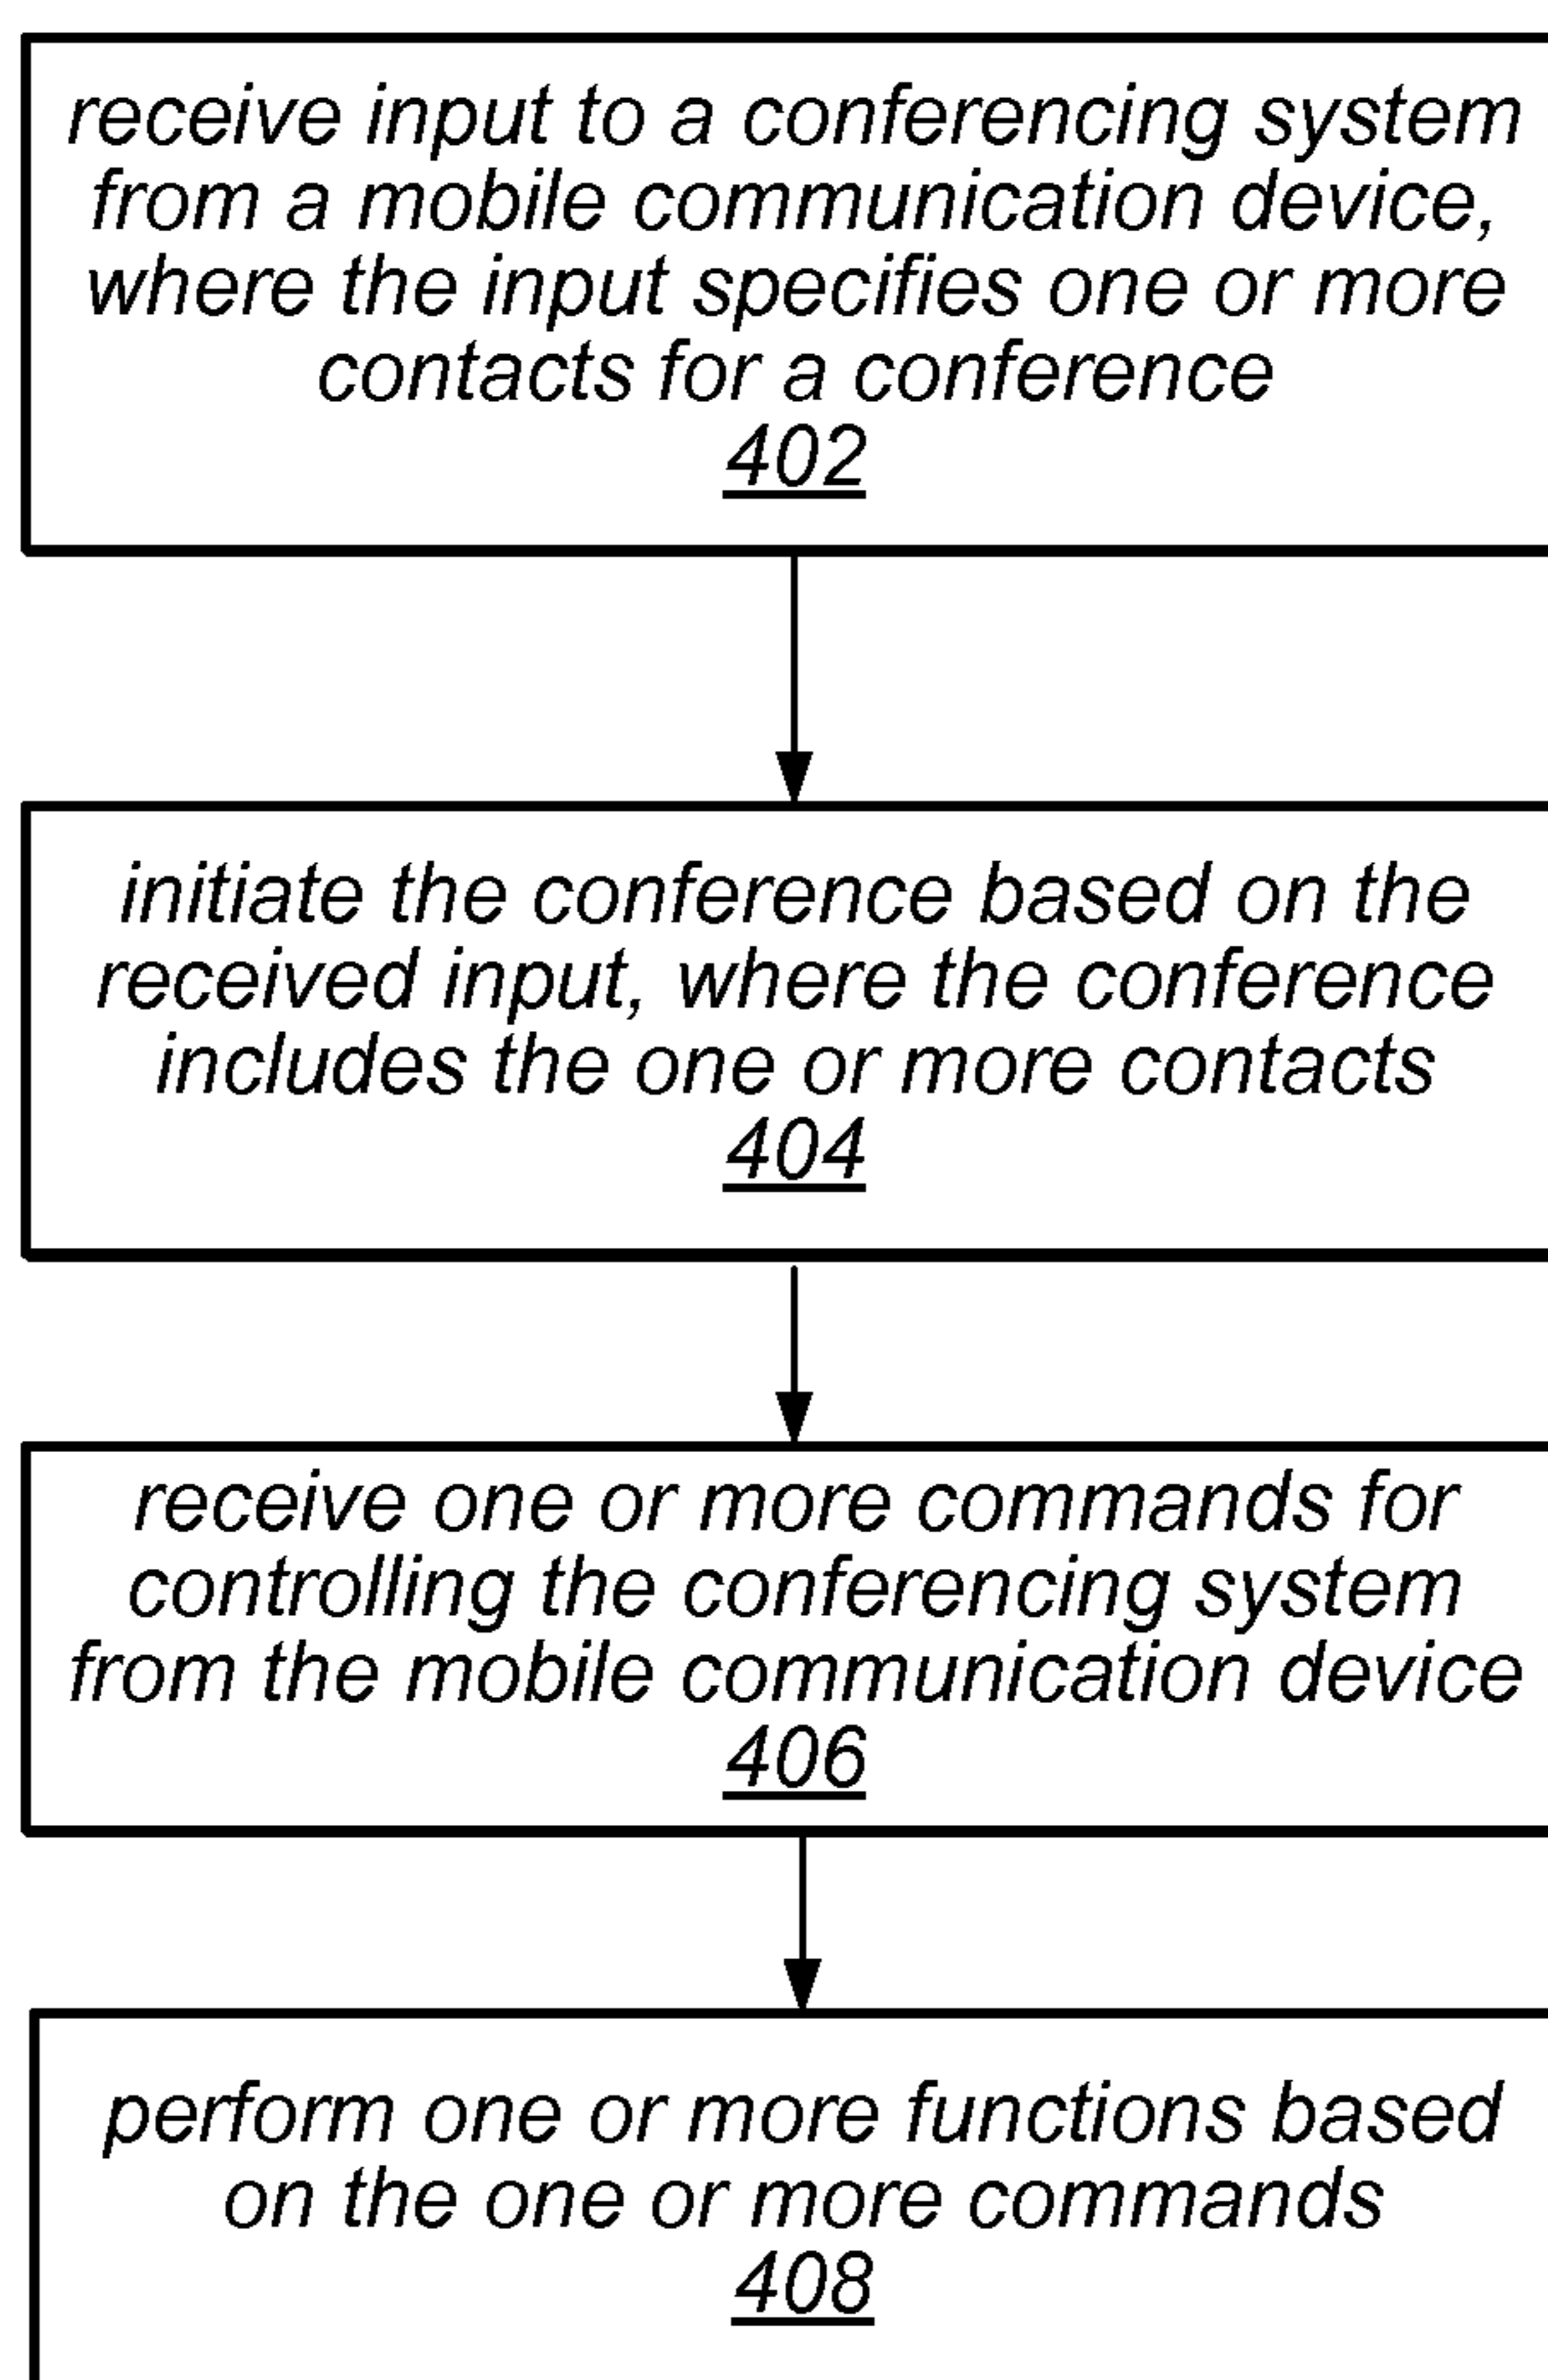 receive input to a conferencing system
from a mobile communication device,
where the input specifies one or more
contacts for a conference
402
initiate the conference based on the
received input, where the conference
includes the one or more contacts
404
receive one or more commands for
controlling the conferencing system
from the mobile communication device
406
perform one or more functions based
on the one or more commands
408